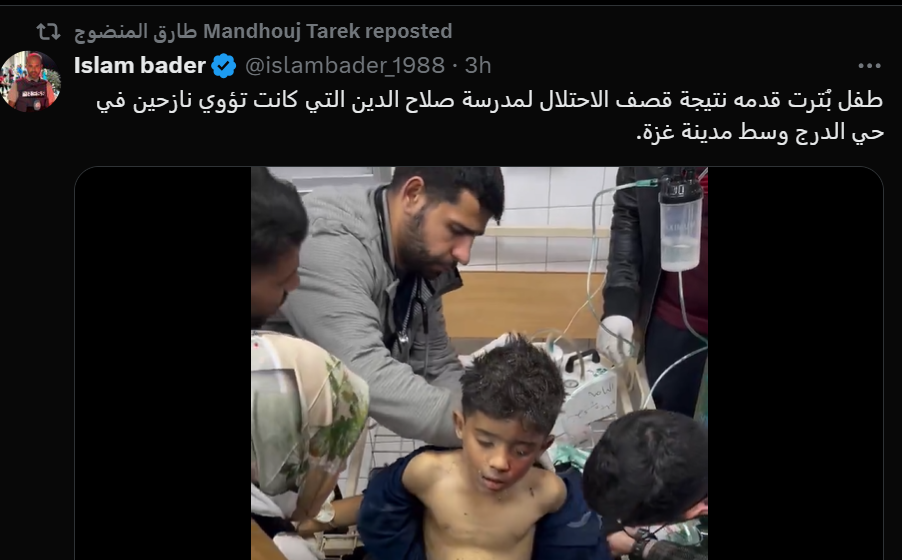 طارق المنضوج Mandhouj Tarek reposted
Islam bader @islambader_1988 · 3h
طفل بُترت قدمه نتيجة قصف الاحتلال لمدرسة صلاح الدين التي كانت تؤوي نازحين في
حي الدرج وسط مدينة غزة.